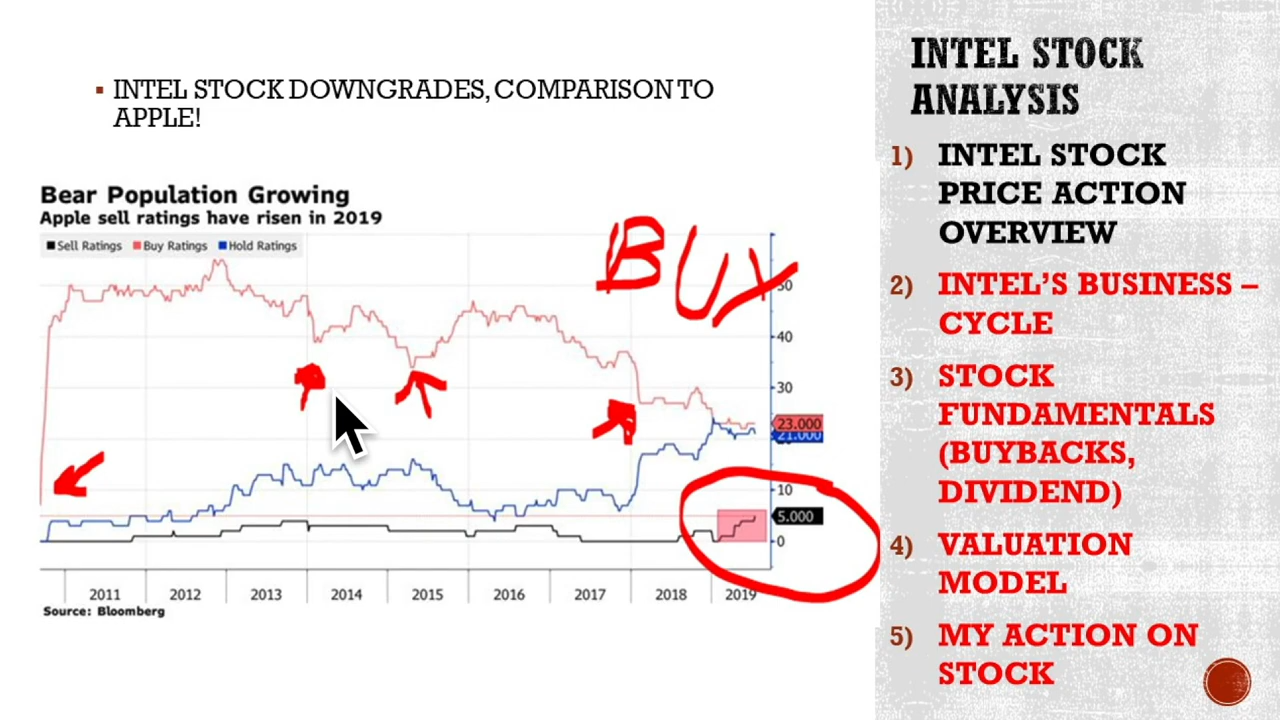 INTEL STOCK DOWNGRADES, COMPARISON TO
APPLE!
Bear Population Growing
Apple sell ratings have risen in 2019
Sell Ratings Buy Ratings Hold Ratings
BUY
40
30
23.000
21.000
10
5.000
0
2011 2012 2013 2014 2015 2016 2017 2018 2019
Source: Bloomberg
INTEL STOCK
ANALYSIS
1) INTEL STOCK
PRICE ACTION
OVERVIEW
2) INTEL'S BUSINESS –
CYCLE
3) STOCK
FUNDAMENTALS
(BUYBACKS,
DIVIDEND)
4) VALUATION
MODEL
5) MY ACTION ON
STOCK